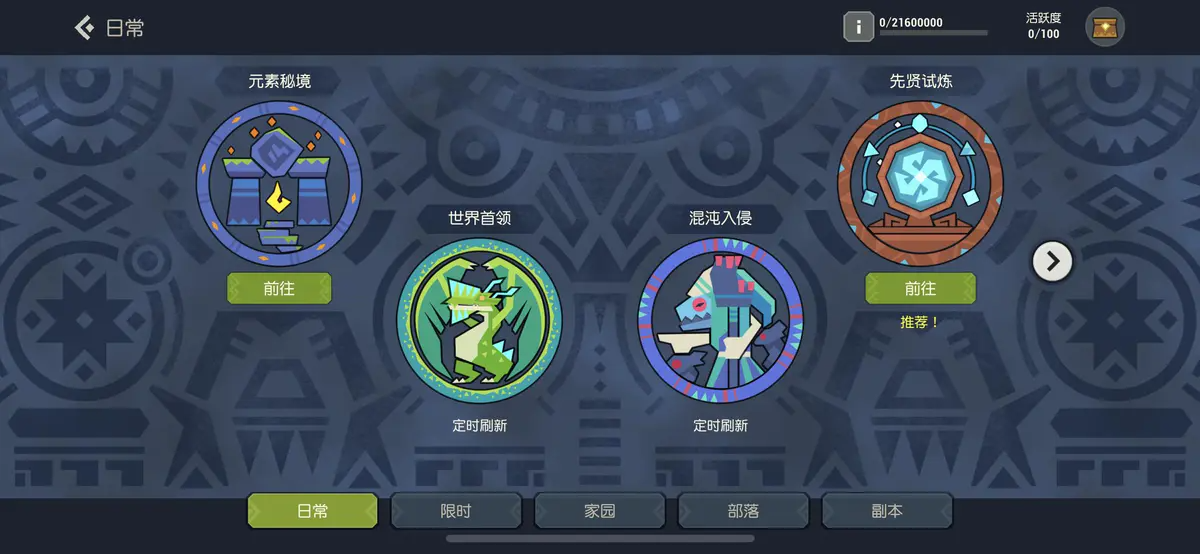 日常
0/21600000
活跃度
0/100
元素秘境
前往
世界首领
定时刷新
混沌入侵
定时刷新
先贤试炼
前往
推荐！
日常
限时
家园
部落
副本